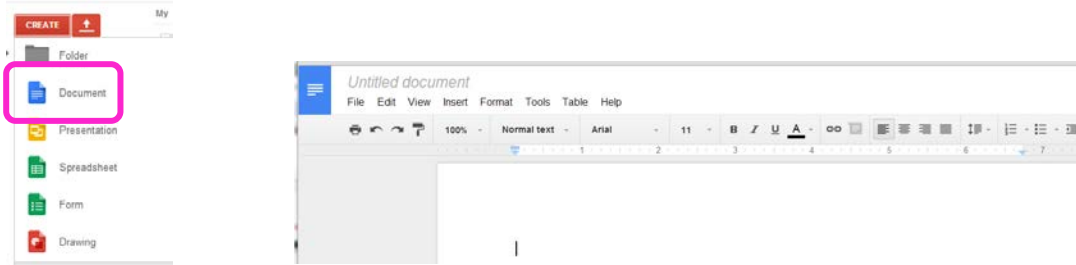 My
CREATE
Folder
Document
Presentation
Spreadsheet
Form
Drawing
Untitled document
File Edit View Insert Format Tools Table Help
100% Normal text Arial 11 B I U A
1 2 3 4 5 6 7